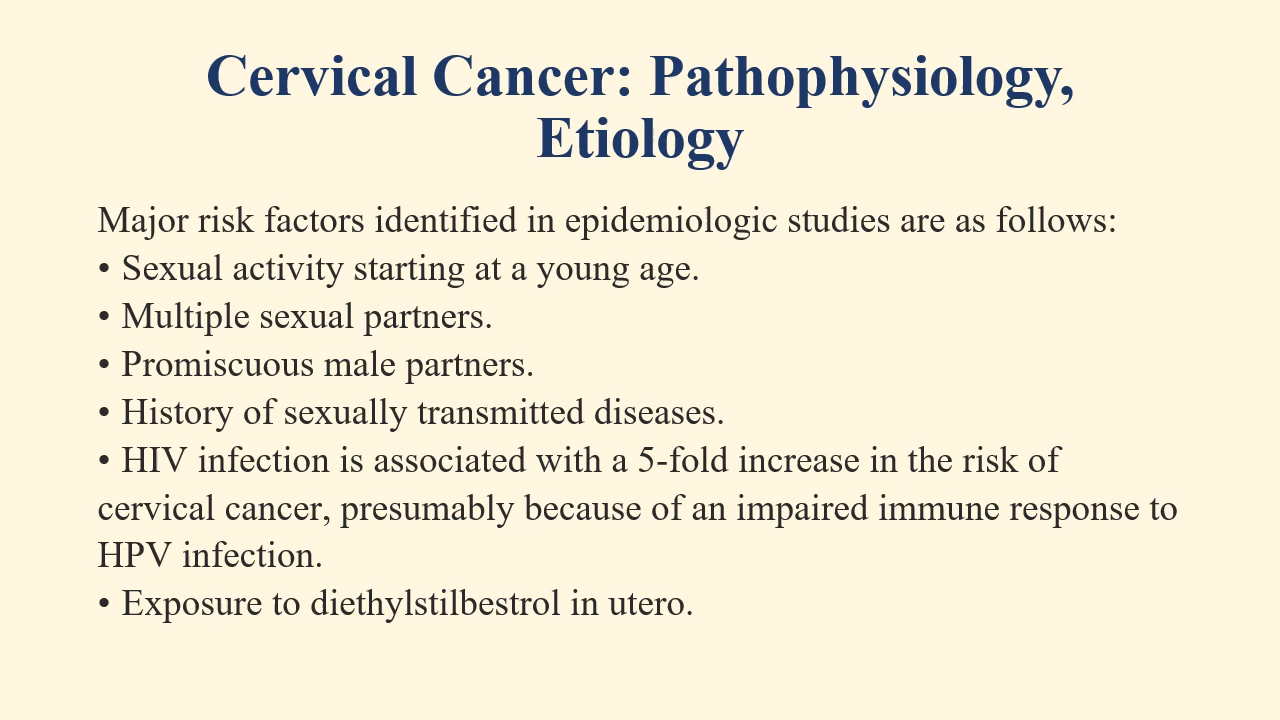 Cervical Cancer: Pathophysiology,
Etiology
Major risk factors identified in epidemiologic studies are as follows:
• Sexual activity starting at a young age.
• Multiple sexual partners.
• Promiscuous male partners.
• History of sexually transmitted diseases.
• HIV infection is associated with a 5-fold increase in the risk of
cervical cancer, presumably because of an impaired immune response to
HPV infection.
• Exposure to diethylstilbestrol in utero.